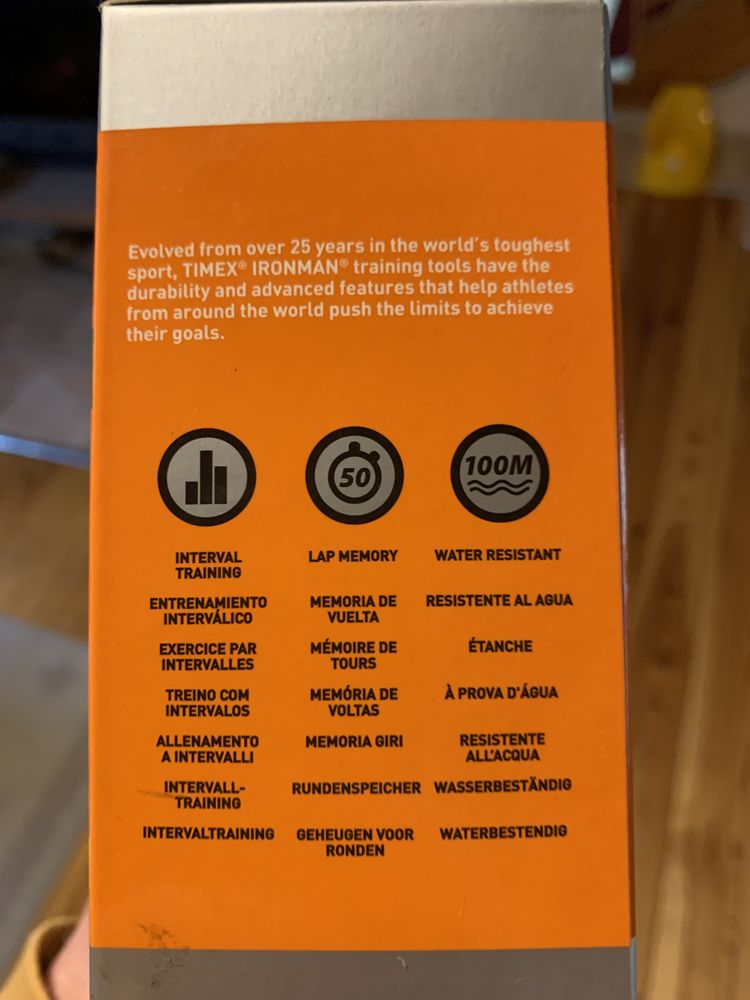 Evolved from over 25 years in the world's toughest
sport, TIMEX® IRONMAN® training tools have the
durability and advanced features that help athletes
from around the world push the limits to achieve
their goals.
50
100M
INTERVAL
TRAINING
LAP MEMORY
WATER RESISTANT
ENTRENAMIENTO
INTERVÁLICO
MEMORIA DE
VUELTA
RESISTENTE AL AGUA
EXERCICE PAR
INTERVALLES
MÉMOIRE DE
TOURS
ÉTANCHE
TREINO COM
INTERVALOS
MEMÓRIA DE
VOLTAS
À PROVA D'ÁGUA
ALLENAMENTO
A INTERVALLI
MEMORIA GIRI
RESISTENTE
ALL'ACQUA
INTERVALL-
TRAINING
RUNDENSPEICHER
WASSERBESTÄNDIG
INTERVALTRAINING
GEHEUGEN VOOR
RONDEN
WATERBESTENDIG